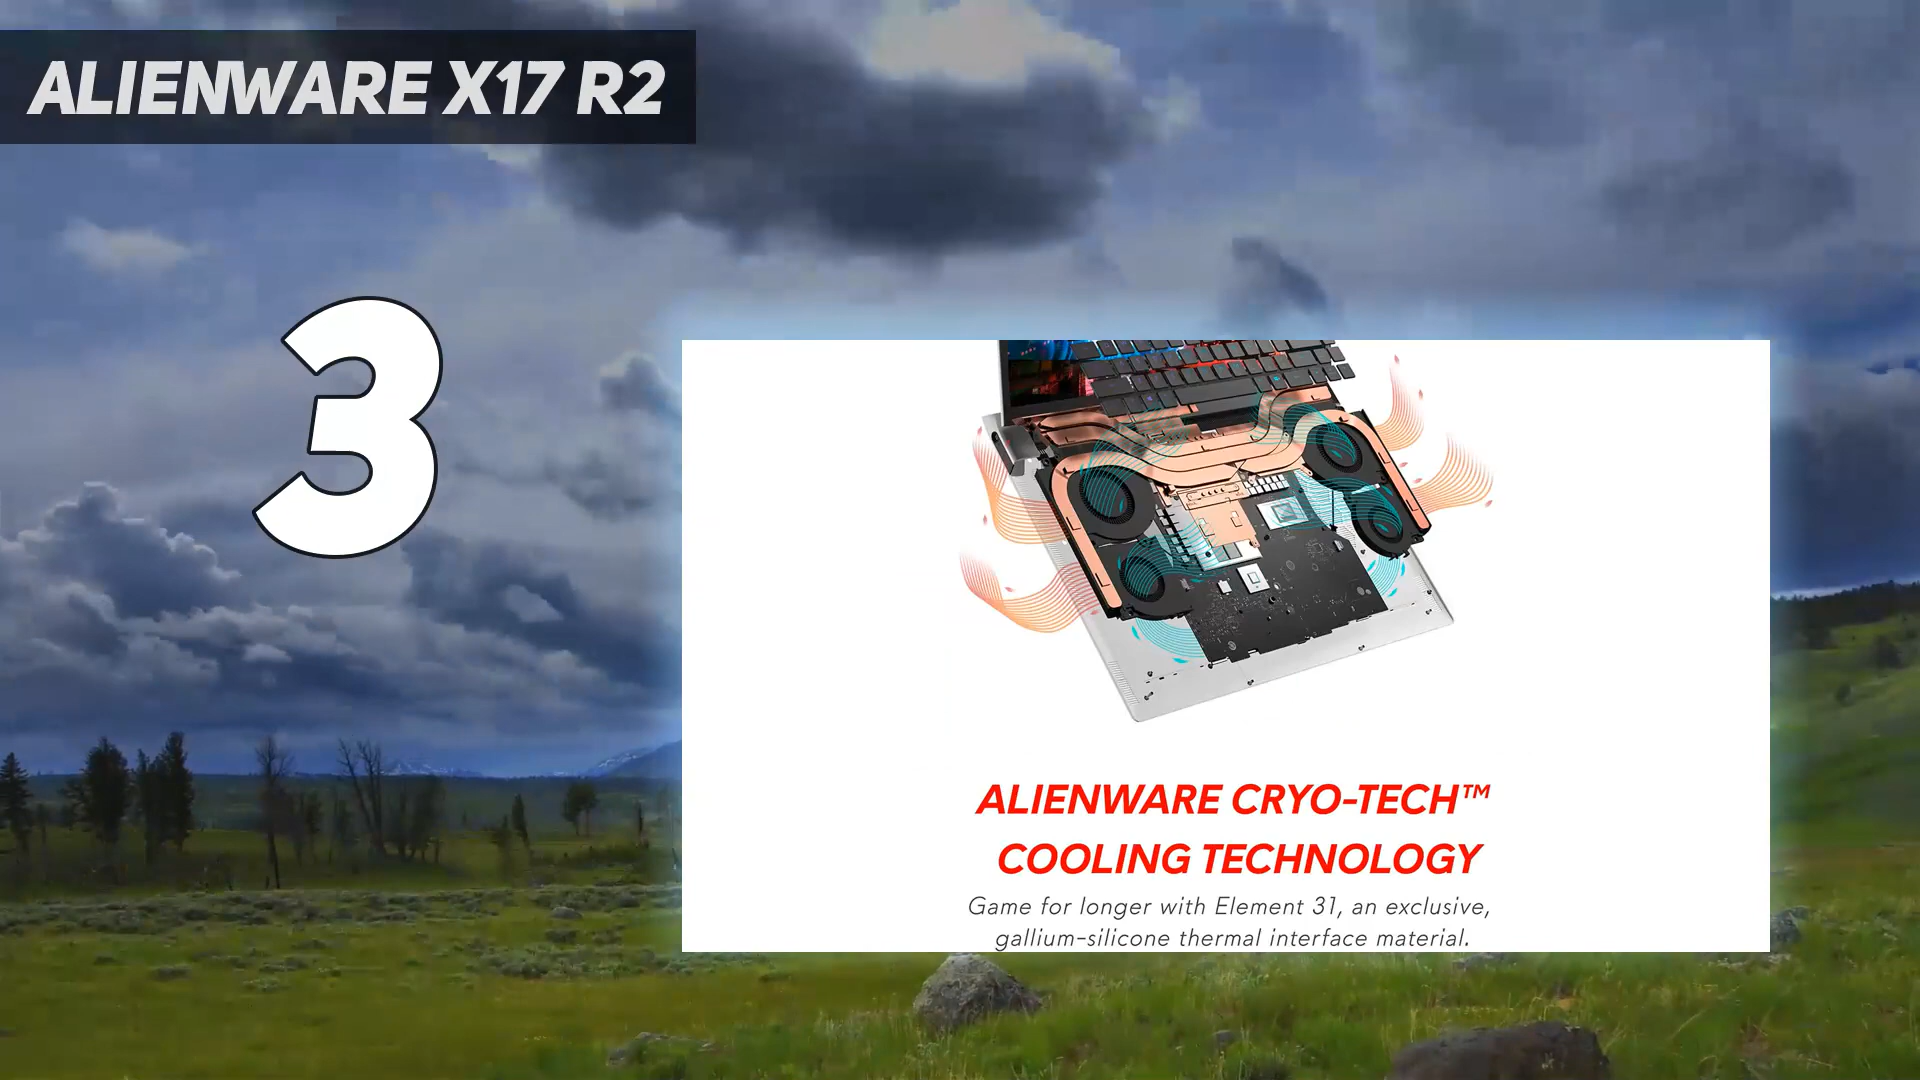 ALIENWARE X17 R2
3
ALIENWARE CRYO-TECH™
COOLING TECHNOLOGY
Game for longer with Element 31, an exclusive,
gallium-silicone thermal interface material.